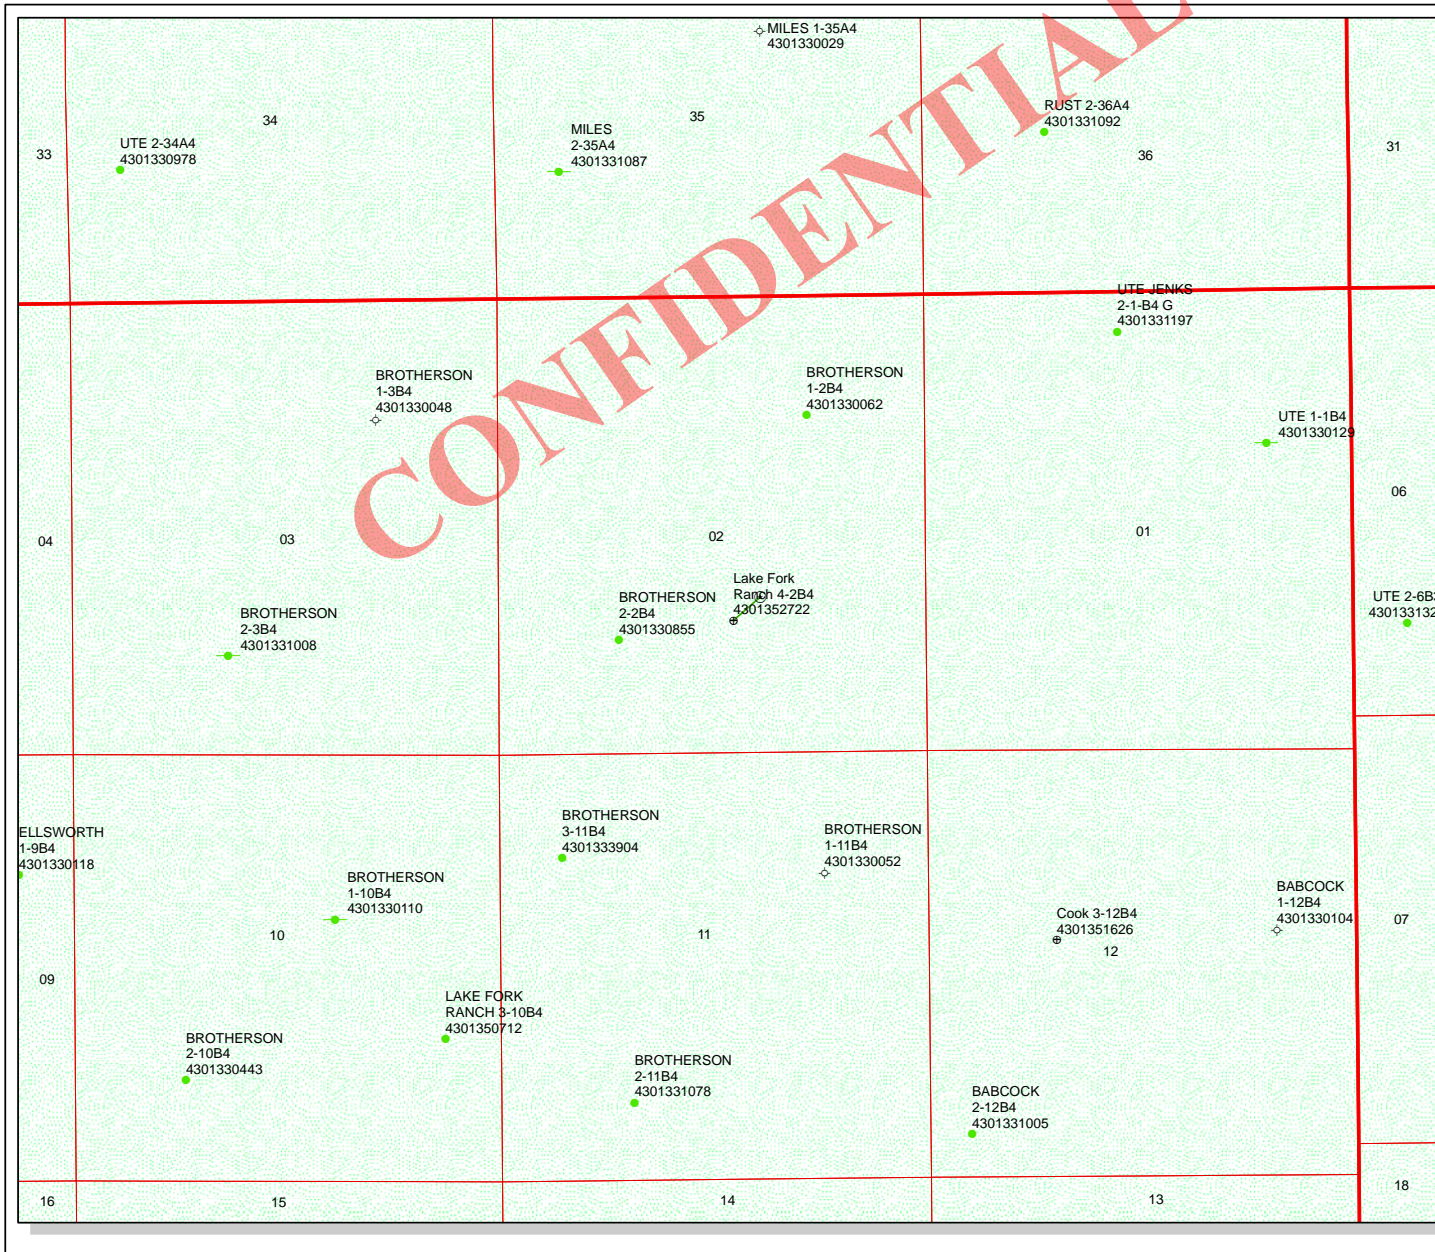 MILES 1-35A4
4301330029
CONFIDENTIAL
33
34
35
36
31
UTE 2-34A4
4301330978
MILES
2-35A4
4301331087
RUST 2-36A4
4301331092
UTE JENKS
2-1-B4 G
4301331197
BROTHERSON
1-3B4
4301330048
BROTHERSON
1-2B4
4301330062
UTE 1-1B4
4301330129
04
03
02
01
06
BROTHERSON
2-3B4
4301331008
BROTHERSON
2-2B4
4301330855
Lake Fork
Ranch 4-2B4
4301352722
UTE 2-6B3
430133132
ELLSWORTH
1-9B4
4301330118
BROTHERSON
1-10B4
4301330110
BROTHERSON
3-11B4
4301333904
BROTHERSON
1-11B4
4301330052
Cook 3-12B4
4301351626
BABCOCK
1-12B4
4301330104
09
10
11
12
07
BROTHERSON
2-10B4
4301330443
LAKE FORK
RANCH 3-10B4
4301350712
BROTHERSON
2-11B4
4301331078
BABCOCK
2-12B4
4301331005
16
15
14
13
18